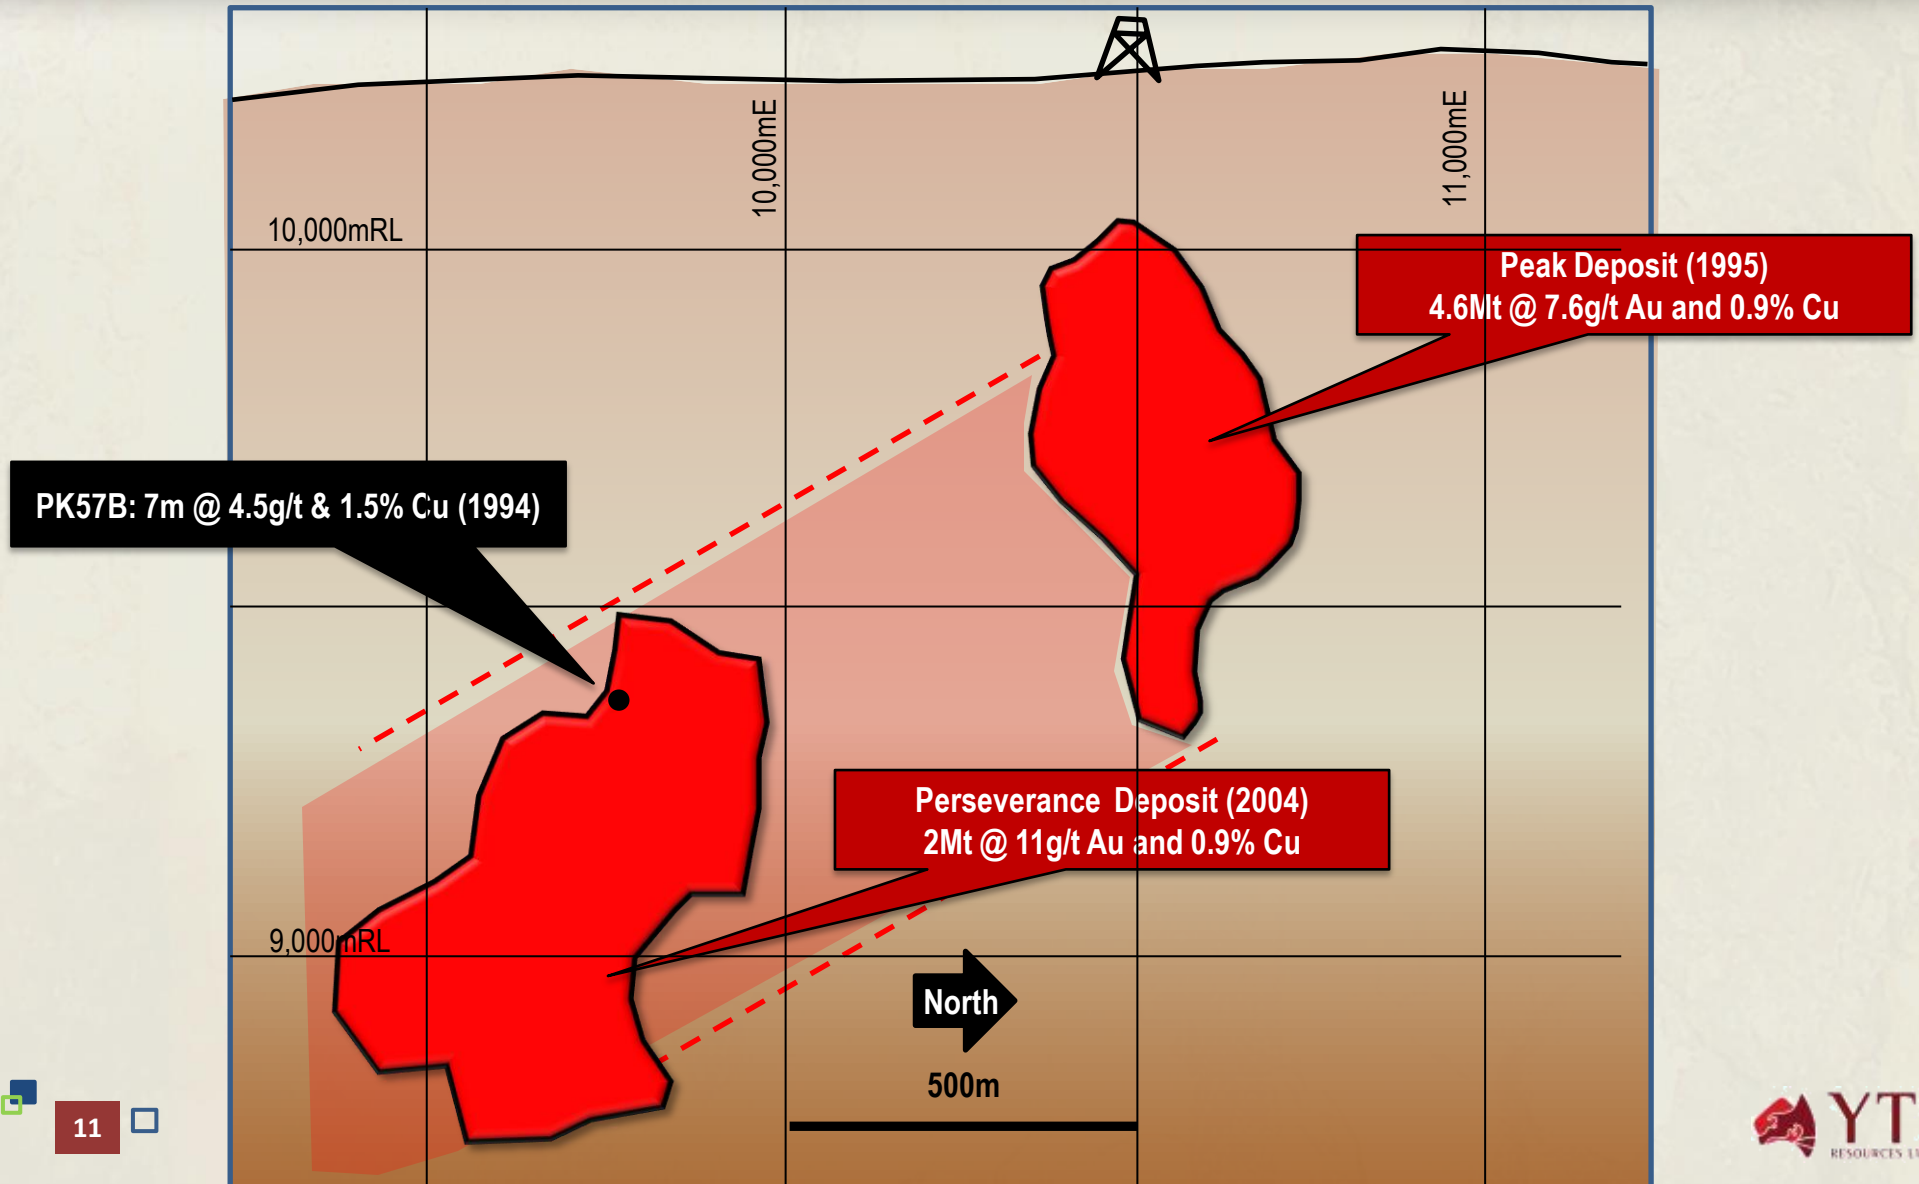 10,000mE
11,000mE
10,000mRL
Peak Deposit (1995)
4.6Mt @ 7.6g/t Au and 0.9% Cu
PK57B: 7m @ 4.5g/t & 1.5% Cu (1994)
Perseverance Deposit (2004)
2Mt @ 11g/t Au and 0.9% Cu
9,000mRL
North
500m
11
YT
RESOURCES